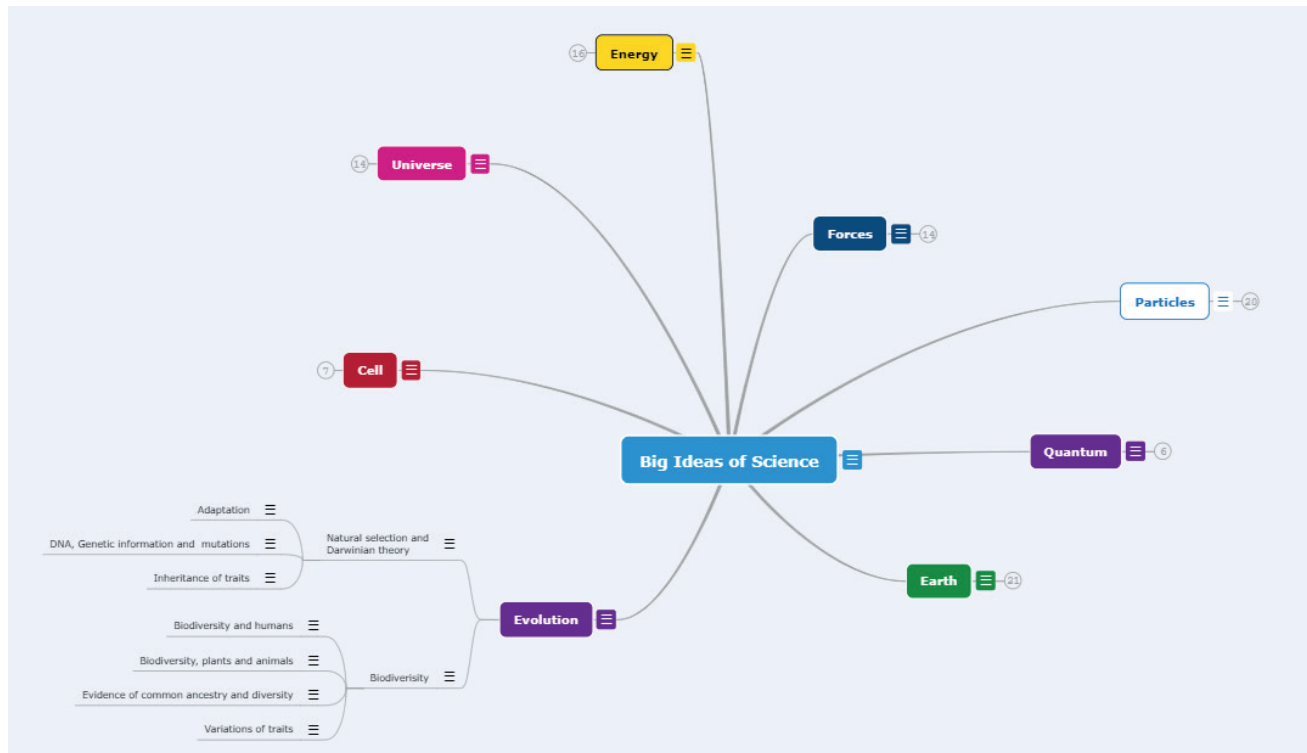 16
Energy
14
Universe
Forces
14
Particles
20
7
Cell
Big Ideas of Science
Quantum
6
Adaptation
Natural selection and
Darwinian theory
DNA, Genetic information and mutations
Inheritance of traits
Earth
21
Evolution
Biodiversity and humans
Biodiversity, plants and animals
Biodiverisity
Evidence of common ancestry and diversity
Variations of traits